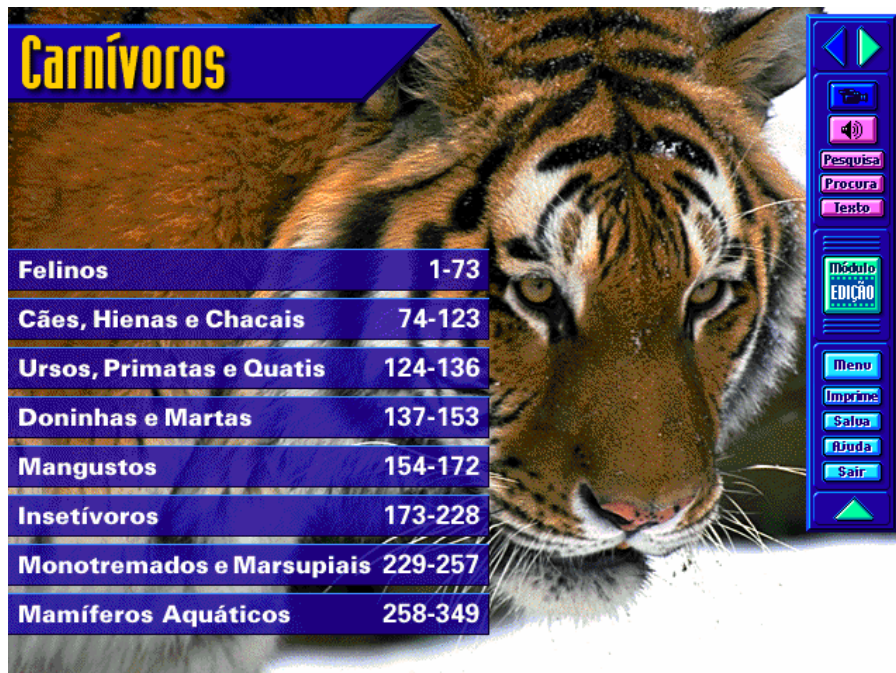 Carnívoros
Felinos 1-73
Cães, Hienas e Chacais 74-123
Ursos, Primatas e Quatis 124-136
Doninhas e Martas 137-153
Mangustos 154-172
Insetívoros 173-228
Monotremados e Marsupiais 229-257
Mamíferos Aquáticos 258-349
Pesquisa
Procura
Texto
Módulo
EDIÇÃO
Menu
Imprime
Salva
Ajuda
Sair